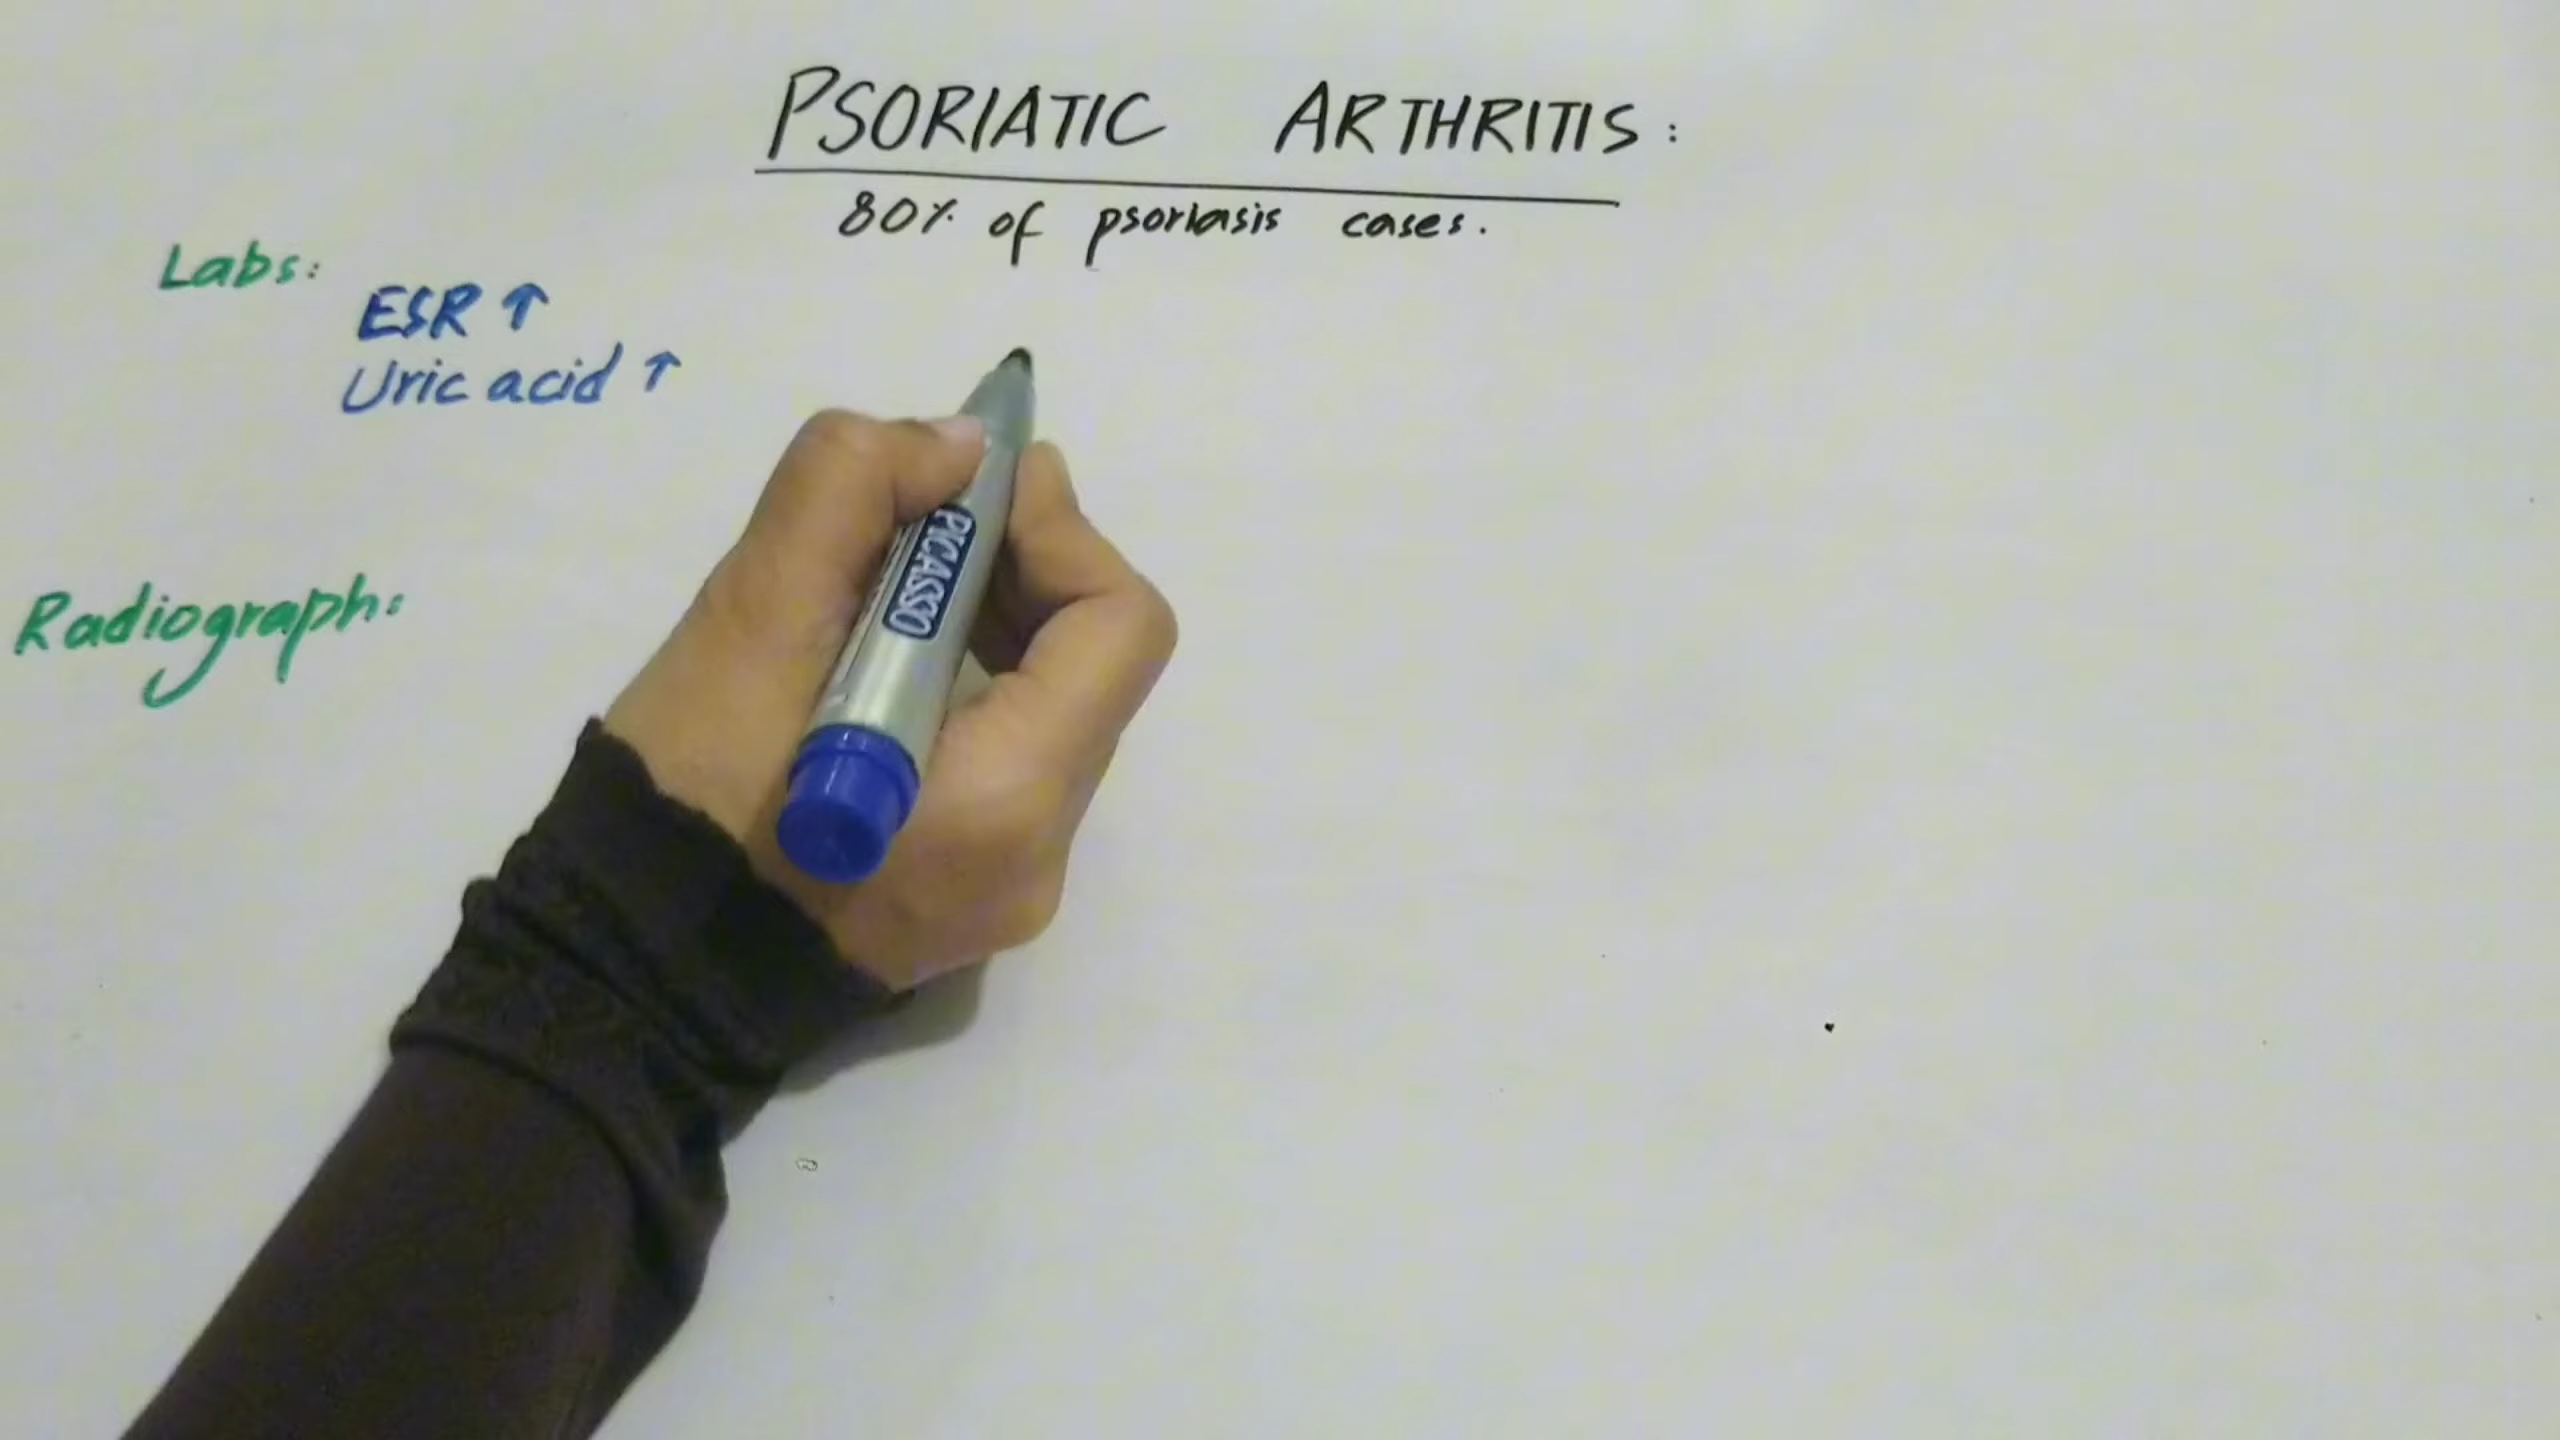 PSORIATIC ARTHRITIS:
80% of psoriasis cases.
Labs:
ESR ↑
Uric acid ↑
Radiograph:
PICASSO